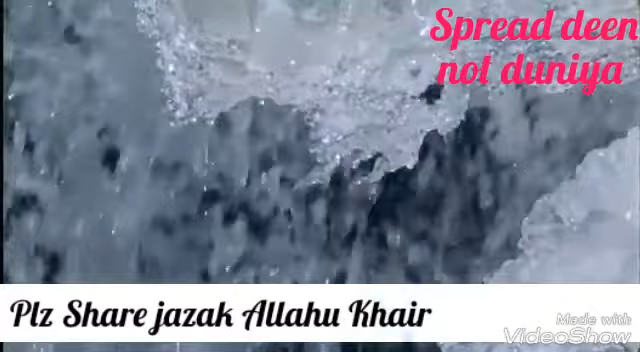 Spread deen
not duniya
Plz Share jazak Allahu Khair
Made with
VideoShow